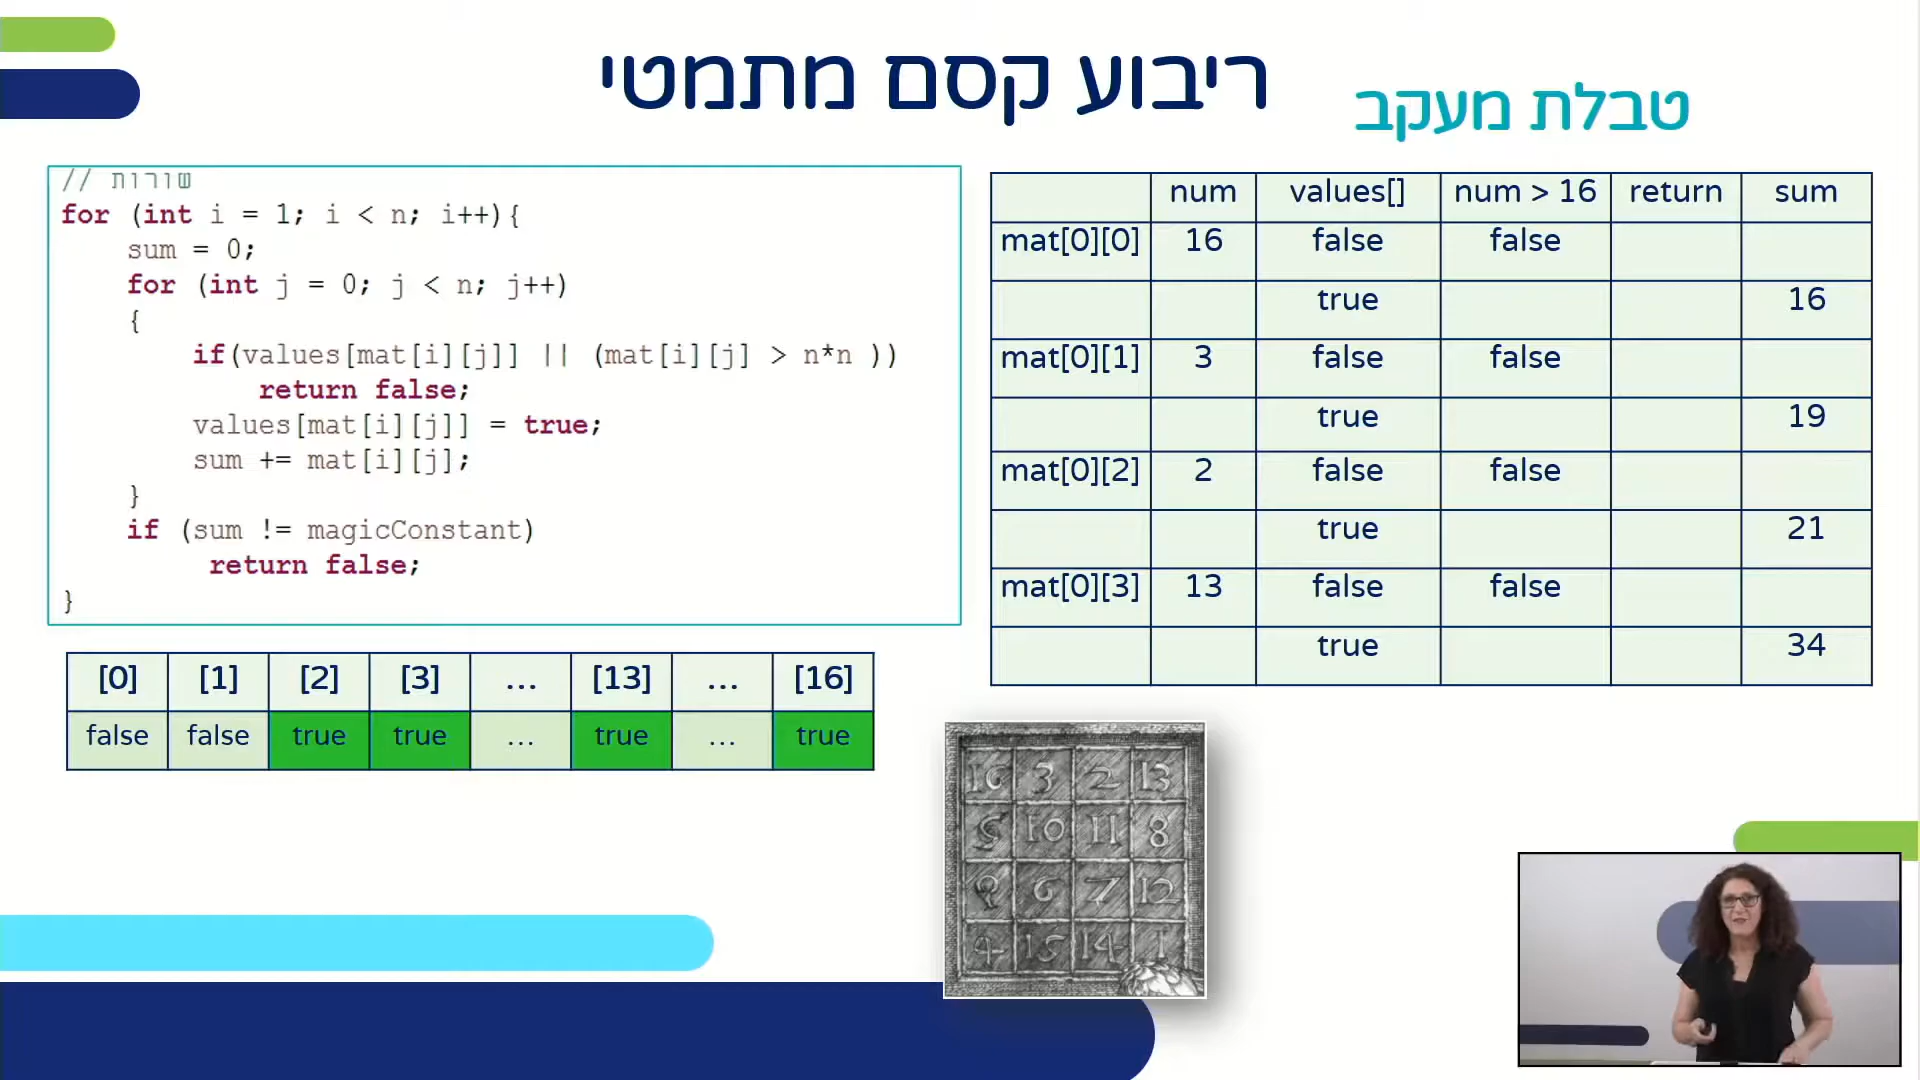 ריבוע קסם מתמטי
טבלת מעקב
// שורות
for (int i = 1; i < n; i++){
sum = 0;
for (int j = 0; j < n; j++)
{
if(values[mat[i][j]] || (mat[i][j] > n*n ))
return false;
values[mat[i][j]] = true;
sum += mat[i][j];
}
if (sum != magicConstant)
return false;
}
num values[] num > 16 return sum
mat[0][0] 16 false false
true 16
mat[0][1] 3 false false
true 19
mat[0][2] 2 false false
true 21
mat[0][3] 13 false false
true 34
[0] [1] [2] [3] ... [13] ... [16]
false false true true ... true ... true
16 3 2 13
5 10 11 8
9 6 7 12
4 15 14 1